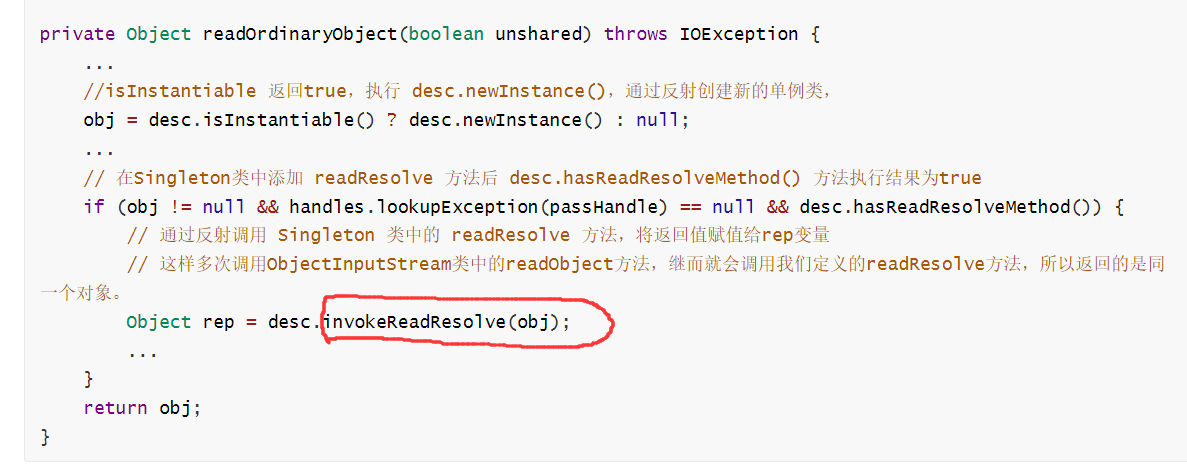 private Object readOrdinaryObject(boolean unshared) throws IOException {
    ...
    //isInstantiable 返回true，执行 desc.newInstance()，通过反射创建新的单例类，
    obj = desc.isInstantiable() ? desc.newInstance() : null;
    ...
    // 在Singleton类中添加 readResolve 方法后 desc.hasReadResolveMethod() 方法执行结果为true
    if (obj != null && handles.lookupException(passHandle) == null && desc.hasReadResolveMethod()) {
        // 通过反射调用 Singleton 类中的 readResolve 方法，将返回值赋值给rep变量
        // 这样多次调用ObjectInputStream类中的readObject方法，继而就会调用我们定义的readResolve方法，所以返回的是同
一个对象。
        Object rep = desc.invokeReadResolve(obj);
        ...
    }
    return obj;
}